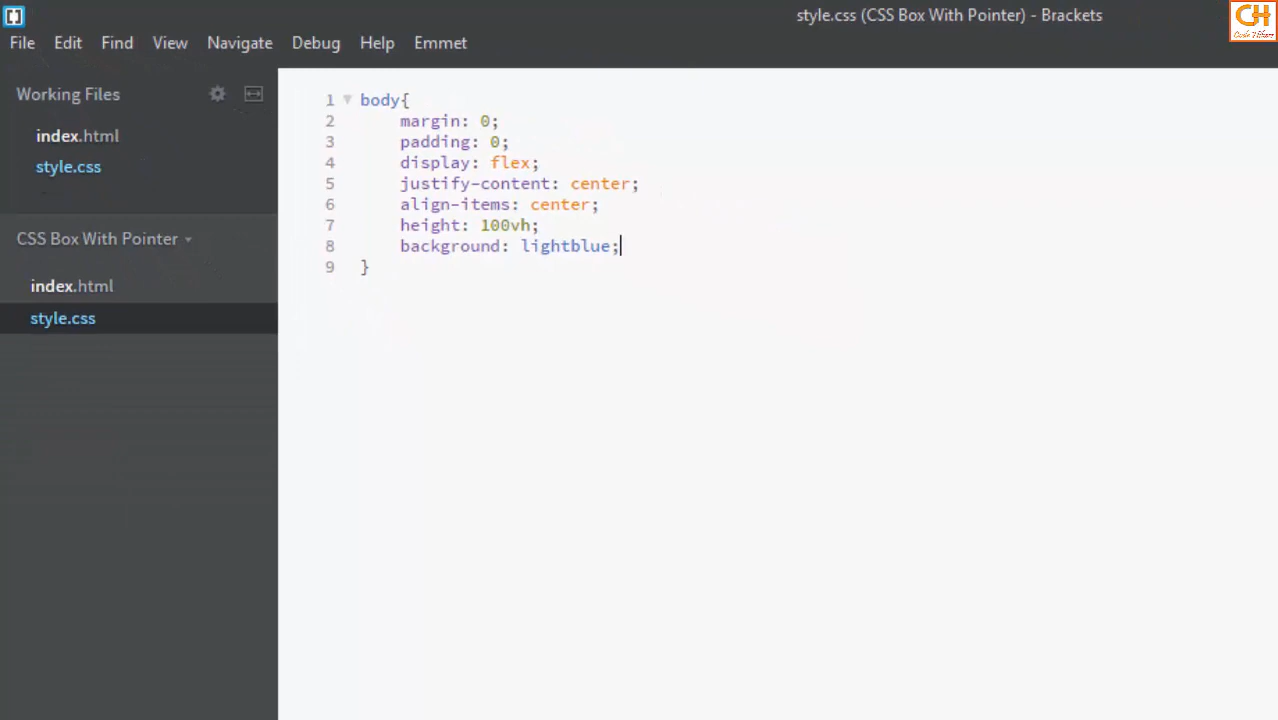 style.css (CSS Box With Pointer) - Brackets
CH
Code Hikers
File Edit Find View Navigate Debug Help Emmet
Working Files
index.html
style.css
CSS Box With Pointer
index.html
style.css
1 body{
2 margin: 0;
3 padding: 0;
4 display: flex;
5 justify-content: center;
6 align-items: center;
7 height: 100vh;
8 background: lightblue;
9 }